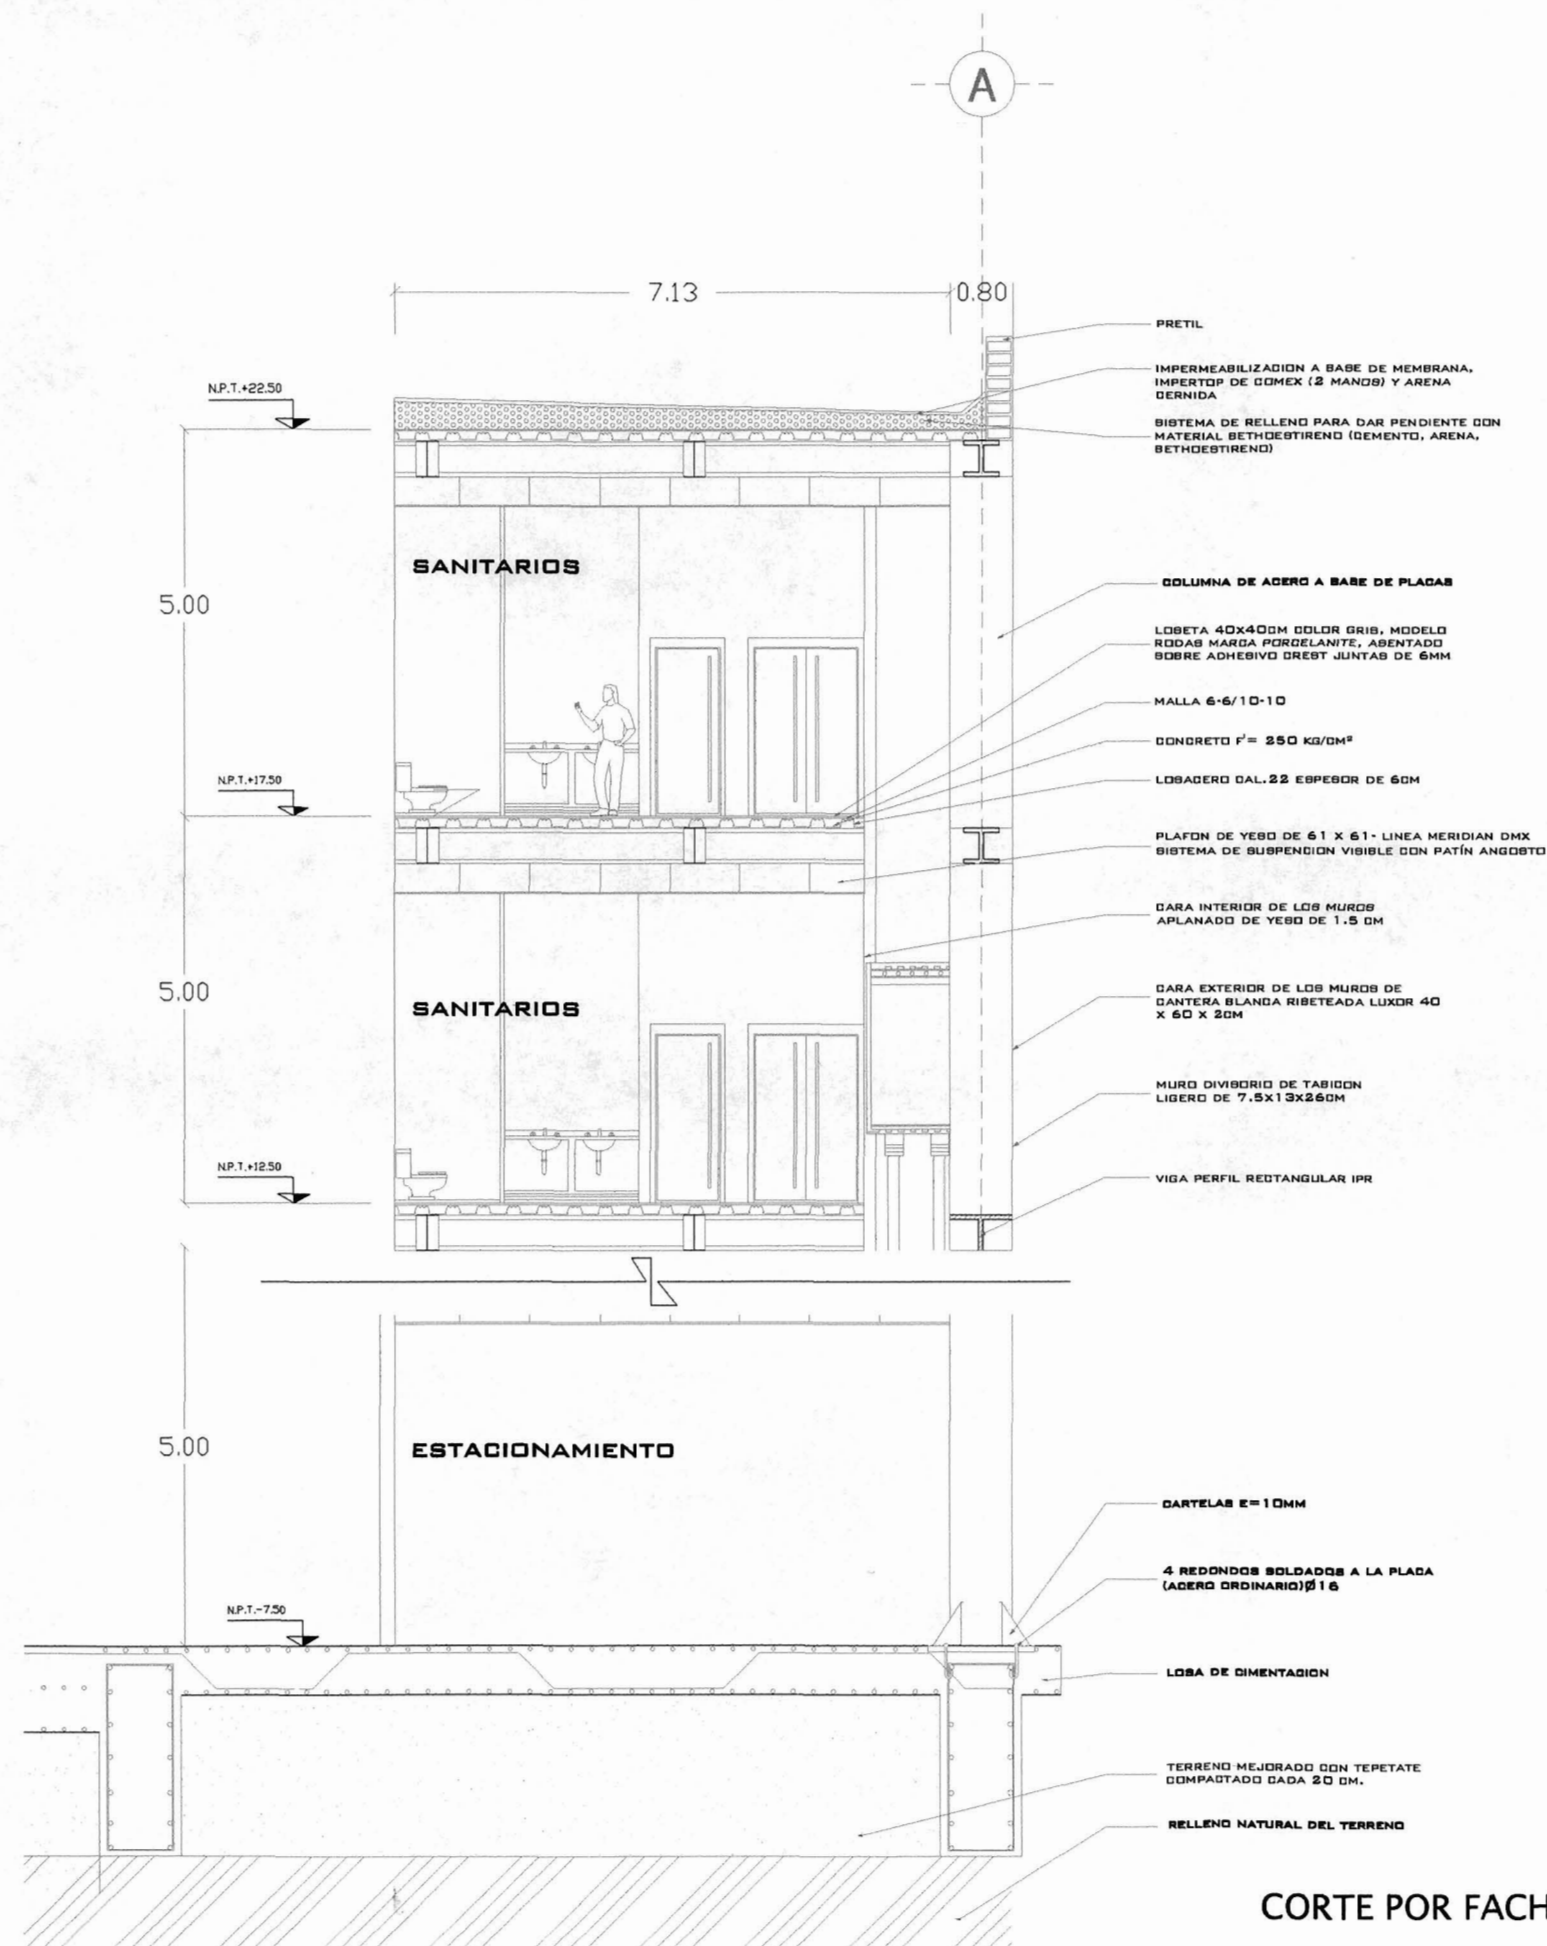 A
7.13
0.80
PRETIL
IMPERMEABILIZACION A BASE DE MEMBRANA,
IMPERTOP DE COMEX (2 MANOS) Y ARENA
CERNIDA
N.P.T.+22.50
SISTEMA DE RELLENO PARA DAR PENDIENTE CON
MATERIAL BETHOESTIRENO (CEMENTO, ARENA,
BETHOESTIRENO)
SANITARIOS
COLUMNA DE ACERO A BASE DE PLACAS
5.00
LOSETA 40X40CM COLOR GRIS, MODELO
RODAS MARCA PORCELANITE, ASENTADO
SOBRE ADHESIVO CREST JUNTAS DE 6MM
MALLA 6-6/10-10
CONCRETO F'= 250 KG/CM²
N.P.T.+17.50
LOSACERO CAL.22 ESPESOR DE 6CM
PLAFON DE YESO DE 61 X 61- LINEA MERIDIAN DMX
SISTEMA DE SUSPENCION VISIBLE CON PATÍN ANGOSTO
CARA INTERIOR DE LOS MUROS
APLANADO DE YESO DE 1.5 CM
5.00
SANITARIOS
CARA EXTERIOR DE LOS MUROS DE
CANTERA BLANCA RIBETEADA LUXOR 40
X 60 X 2CM
MURO DIVISORIO DE TABICON
LIGERO DE 7.5X13X26CM
N.P.T.+12.50
VIGA PERFIL RECTANGULAR IPR
5.00
ESTACIONAMIENTO
CARTELAS E=10MM
4 REDONDOS SOLDADOS A LA PLACA
(ACERO ORDINARIO)Ø16
N.P.T.-7.50
LOSA DE CIMENTACION
TERRENO MEJORADO CON TEPETATE
COMPACTADO CADA 20 CM.
RELLENO NATURAL DEL TERRENO
CORTE POR FACH